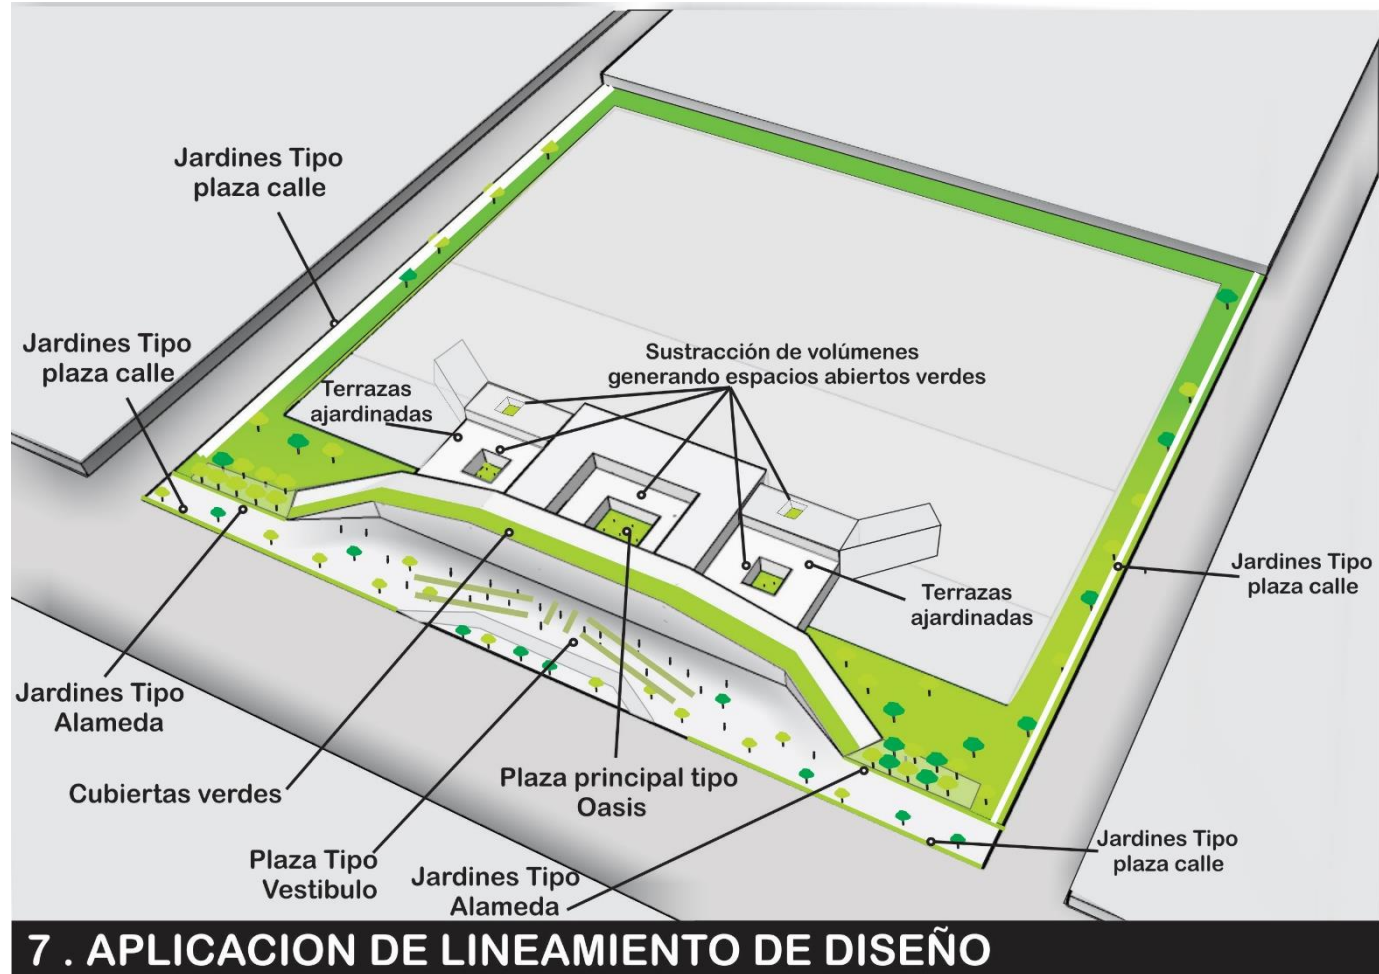 Jardines Tipo
plaza calle
Jardines Tipo
plaza calle
Terrazas
ajardinadas
Sustracción de volúmenes
generando espacios abiertos verdes
Jardines Tipo
plaza calle
Terrazas
ajardinadas
Jardines Tipo
Alameda
Cubiertas verdes
Plaza principal tipo
Oasis
Plaza Tipo
Vestibulo
Jardines Tipo
Alameda
Jardines Tipo
plaza calle
7 . APLICACION DE LINEAMIENTO DE DISEÑO